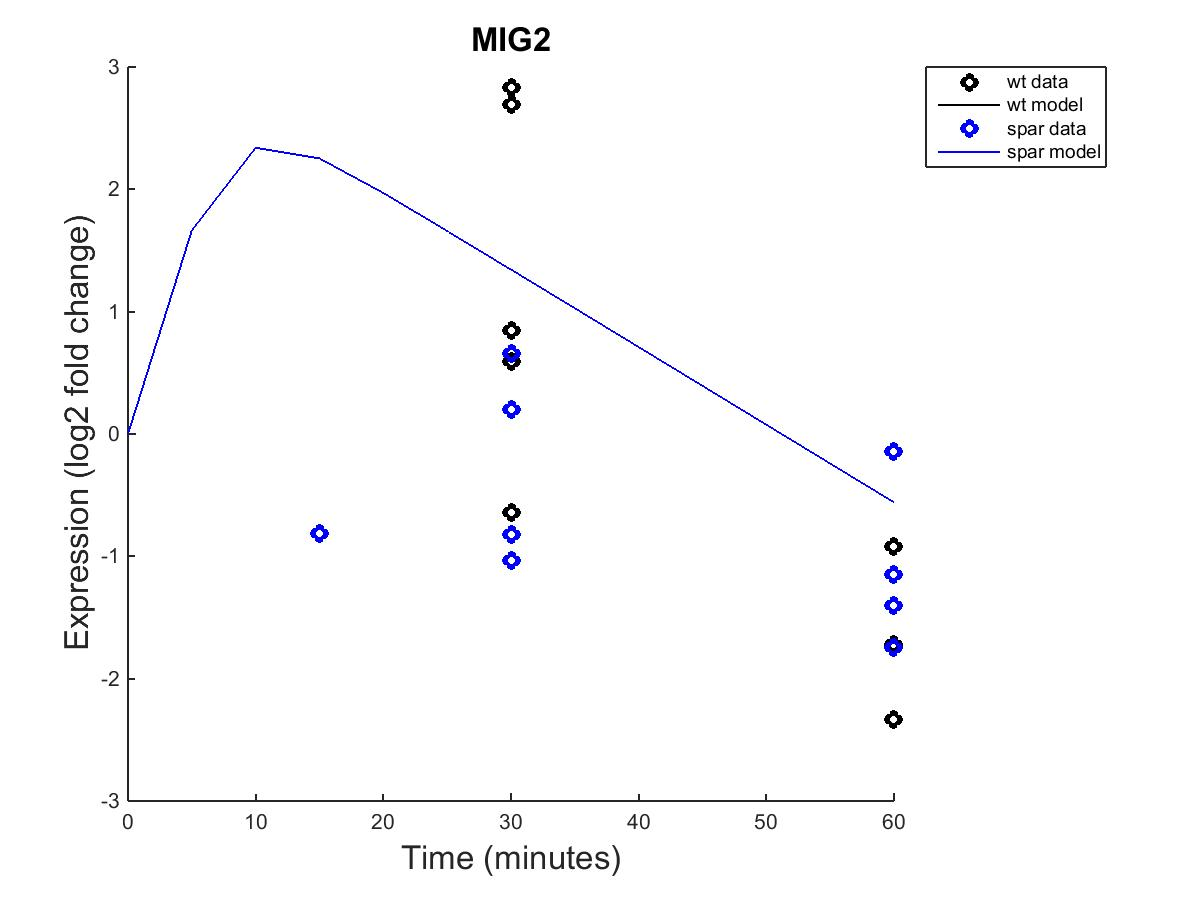 MIG2
wt data
wt model
spar data
spar model
Expression (log2 fold change)
3
2
1
0
-1
-2
-3
0 10 20 30 40 50 60
Time (minutes)